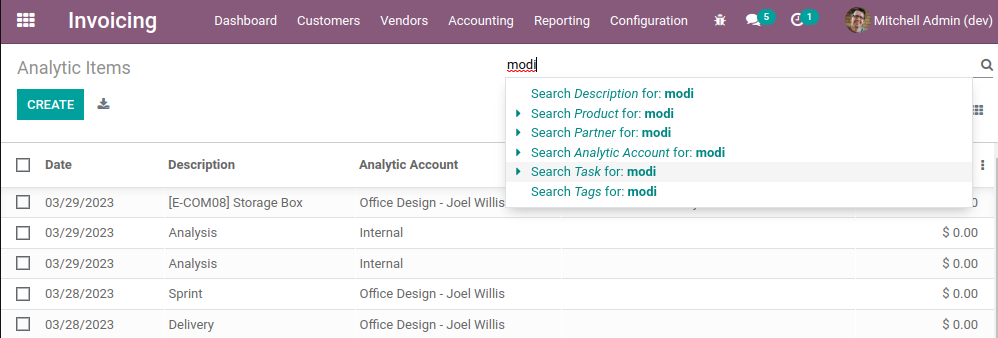 Invoicing Dashboard Customers Vendors Accounting Reporting Configuration 5 1 Mitchell Admin (dev)
Analytic Items modi
CREATE
Search Description for: modi
Search Product for: modi
Search Partner for: modi
Search Analytic Account for: modi
Search Task for: modi
Search Tags for: modi
Date Description Analytic Account
03/29/2023 [E-COM08] Storage Box Office Design - Joel Willis 0
03/29/2023 Analysis Internal $ 0.00
03/29/2023 Analysis Internal $ 0.00
03/28/2023 Sprint Office Design - Joel Willis $ 0.00
03/28/2023 Delivery Office Design - Joel Willis $ 0.00